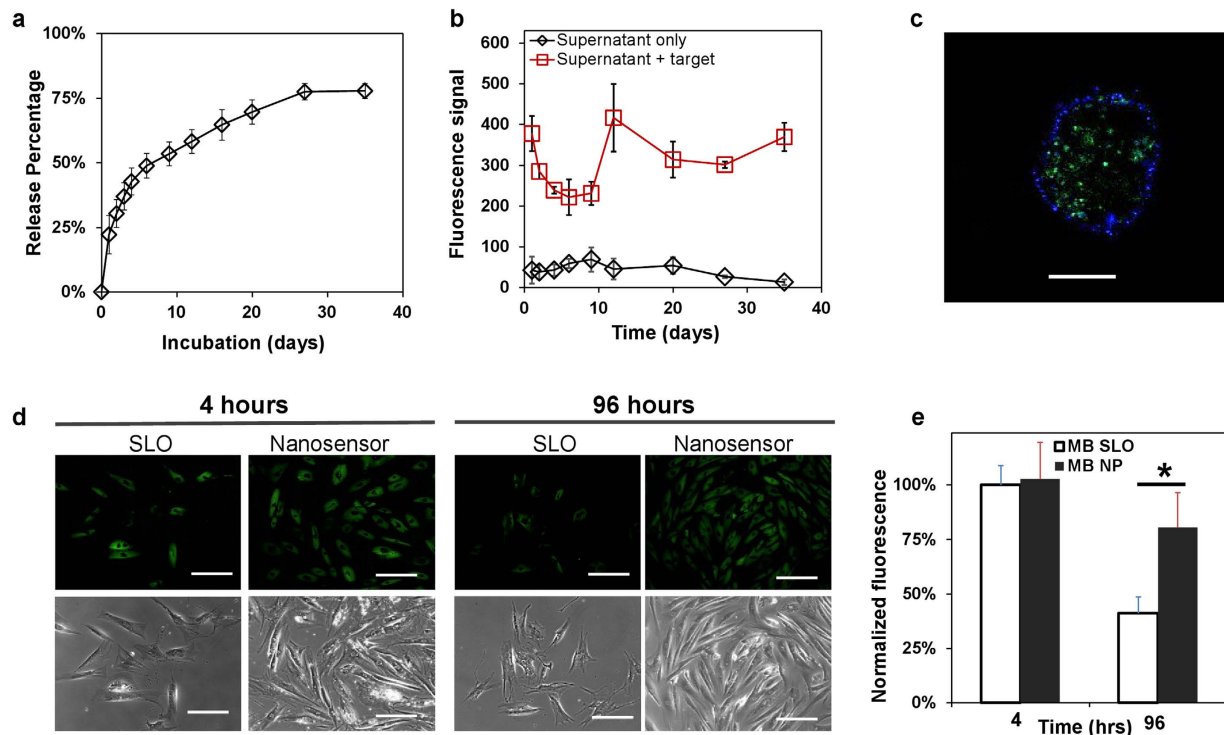 a
100%
75%
50%
25%
0%
Release Percentage
0
10
20
30
40
Incubation (days)
b
600
500
400
300
200
100
0
Fluorescence signal
Supernatant only
Supernatant + target
0
10
20
30
40
Time (days)
c
d
4 hours
96 hours
SLO
Nanosensor
SLO
Nanosensor
e
100%
75%
50%
25%
0%
Normalized fluorescence
MB SLO
MB NP
*
4
Time (hrs)
96